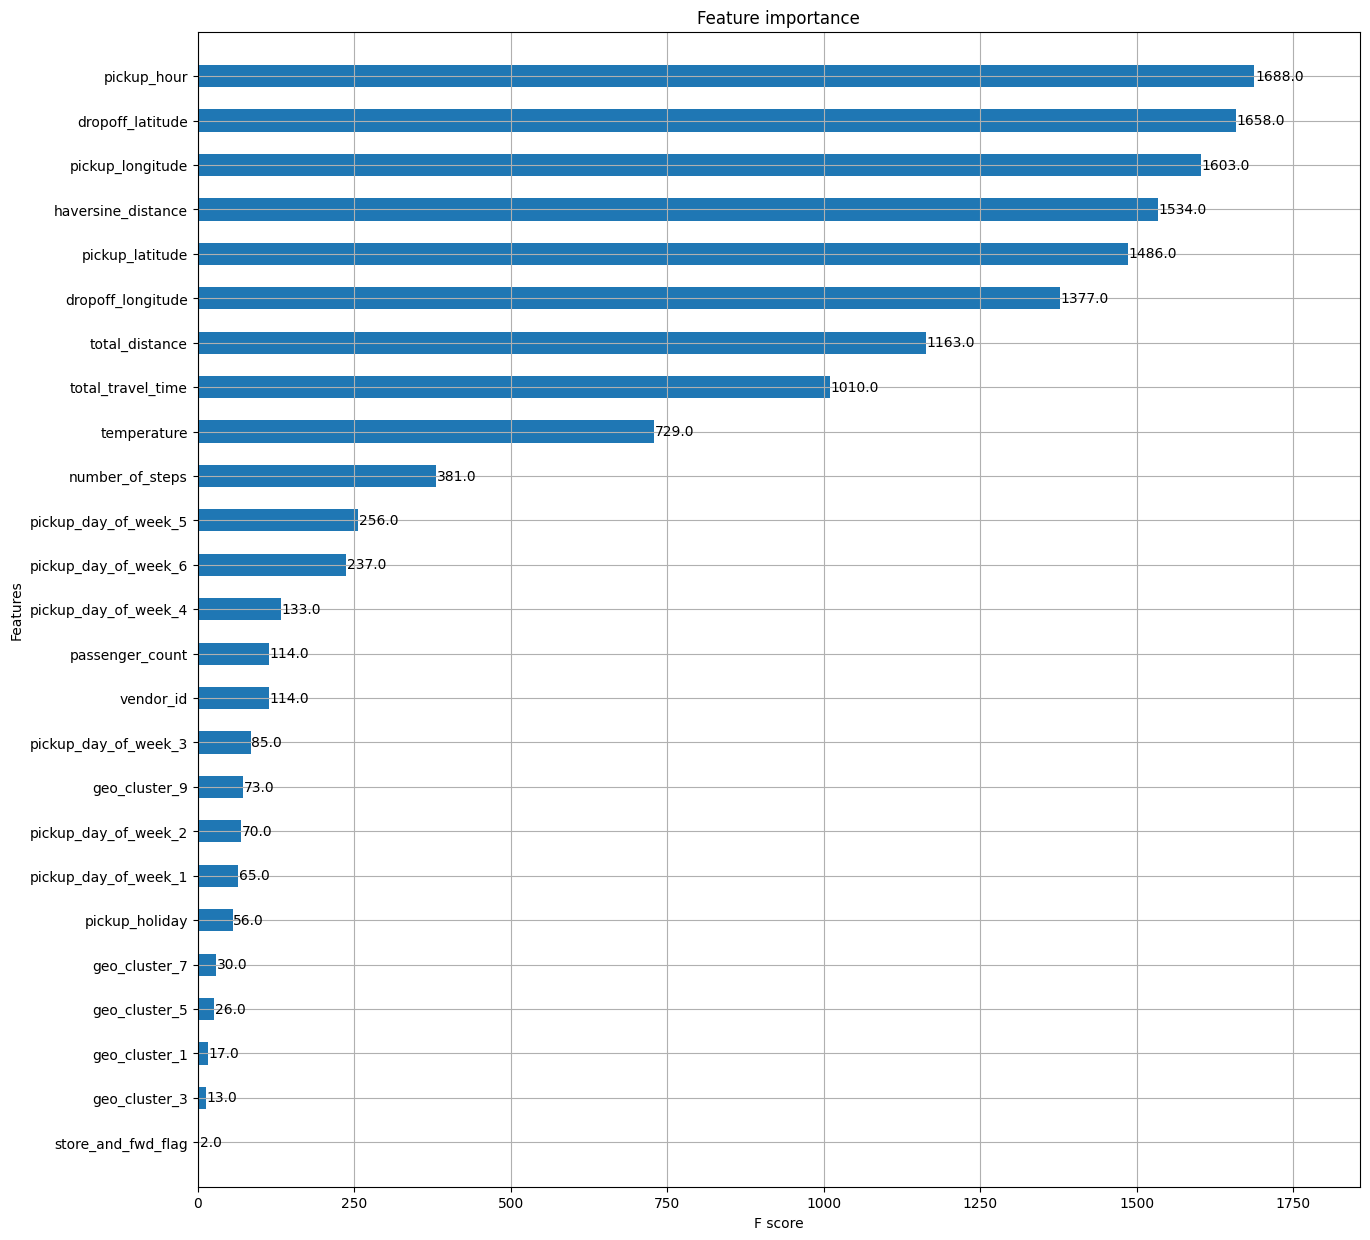 Feature importance
pickup_hour 1688.0
dropoff_latitude 1658.0
pickup_longitude 1603.0
haversine_distance 1534.0
pickup_latitude 1486.0
dropoff_longitude 1377.0
total_distance 1163.0
total_travel_time 1010.0
temperature 729.0
number_of_steps 381.0
pickup_day_of_week_5 256.0
pickup_day_of_week_6 237.0
pickup_day_of_week_4 133.0
passenger_count 114.0
vendor_id 114.0
pickup_day_of_week_3 85.0
geo_cluster_9 73.0
pickup_day_of_week_2 70.0
pickup_day_of_week_1 65.0
pickup_holiday 56.0
geo_cluster_7 30.0
geo_cluster_5 26.0
geo_cluster_1 17.0
geo_cluster_3 13.0
store_and_fwd_flag 2.0
Features
0 250 500 750 1000 1250 1500 1750
F score